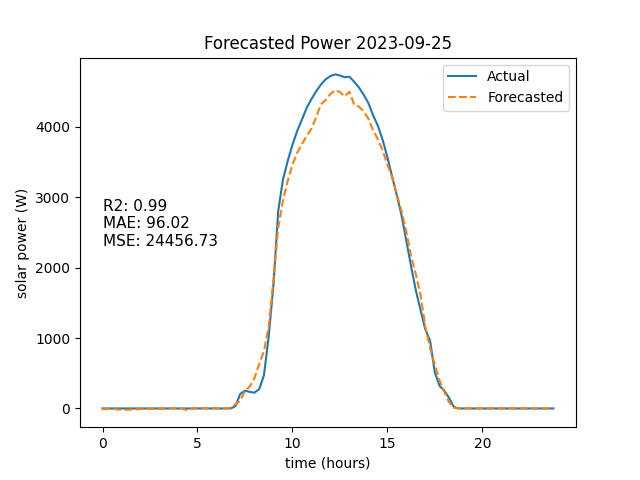 Forecasted Power 2023-09-25
Actual
Forecasted
R2: 0.99
MAE: 96.02
MSE: 24456.73
solar power (W)
4000
3000
2000
1000
0
0 5 10 15 20
time (hours)